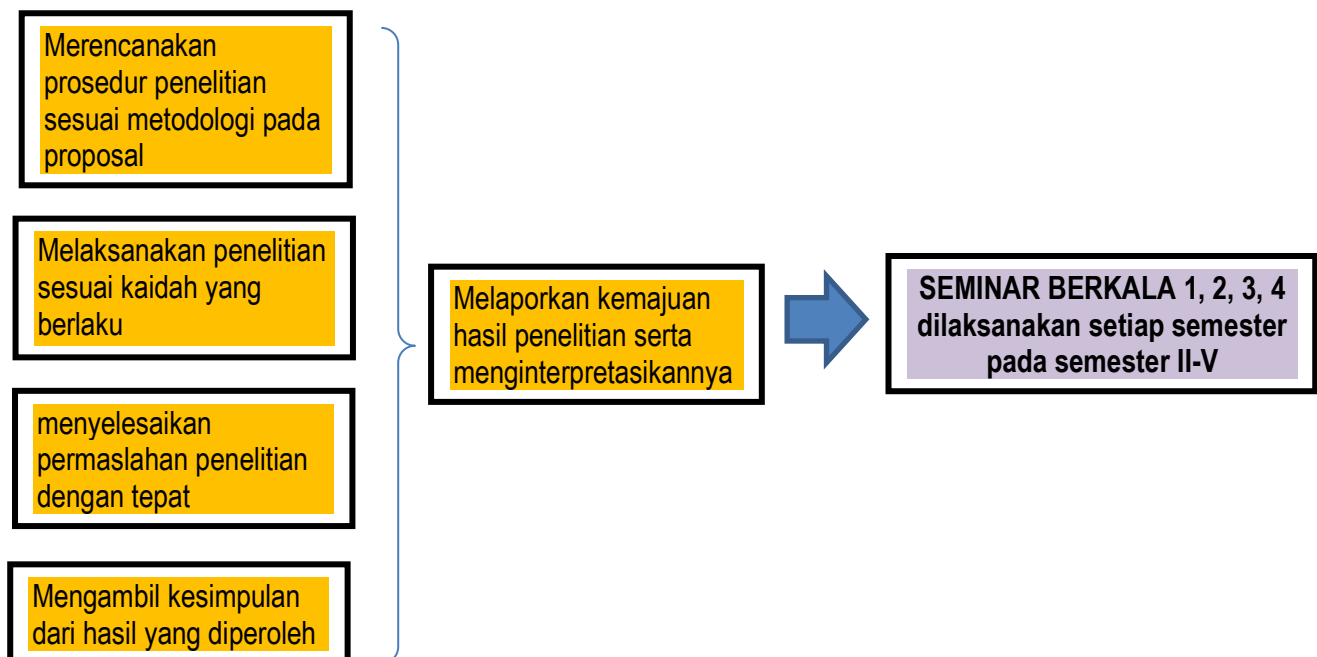 Merencanakan
prosedur penelitian
sesuai metodologi pada
proposal
Melaksanakan penelitian
sesuai kaidah yang
berlaku
menyelesaikan
permaslahan penelitian
dengan tepat
Mengambil kesimpulan
dari hasil yang diperoleh
Melaporkan kemajuan
hasil penelitian serta
menginterpretasikannya
SEMINAR BERKALA 1, 2, 3, 4
dilaksanakan setiap semester
pada semester II-V